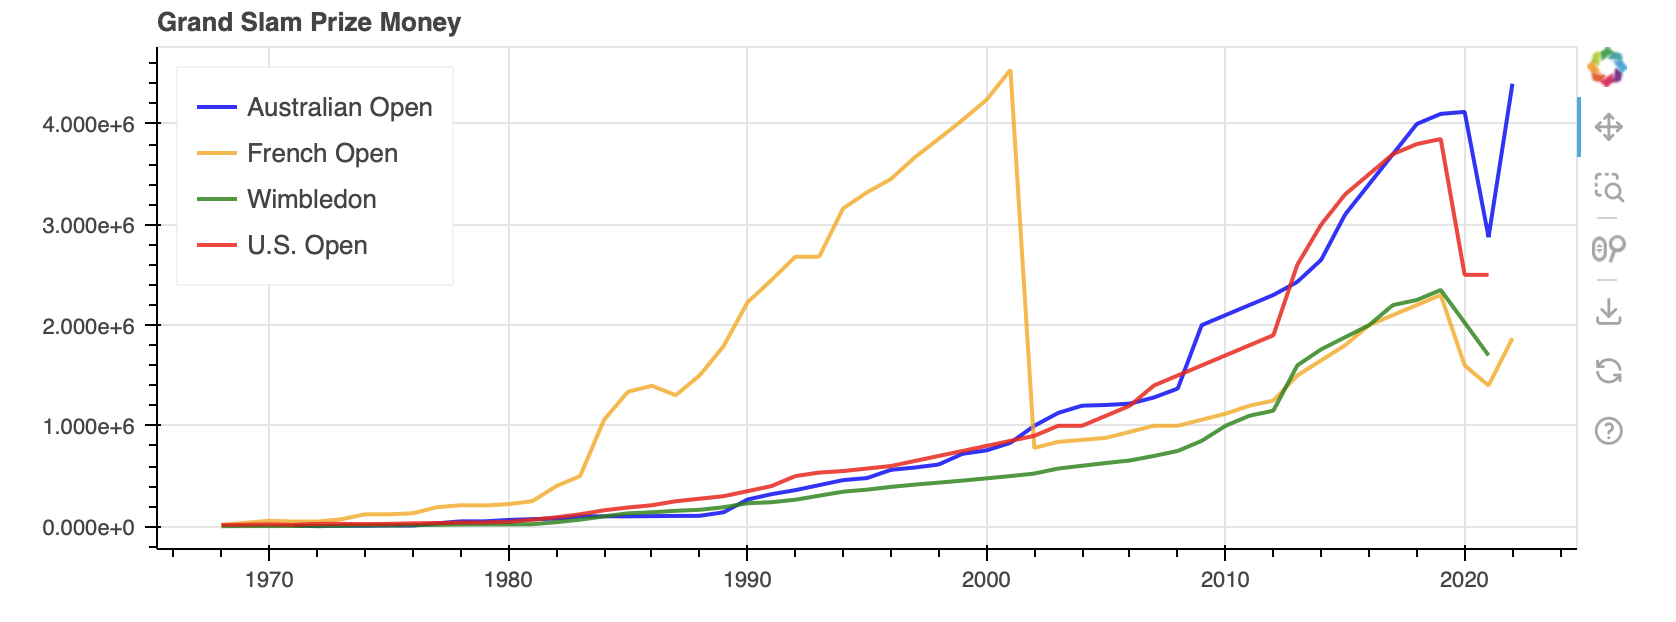 Grand Slam Prize Money
Australian Open
French Open
Wimbledon
U.S. Open
4.000e+6
3.000e+6
2.000e+6
1.000e+6
0.000e+0
1970 1980 1990 2000 2010 2020